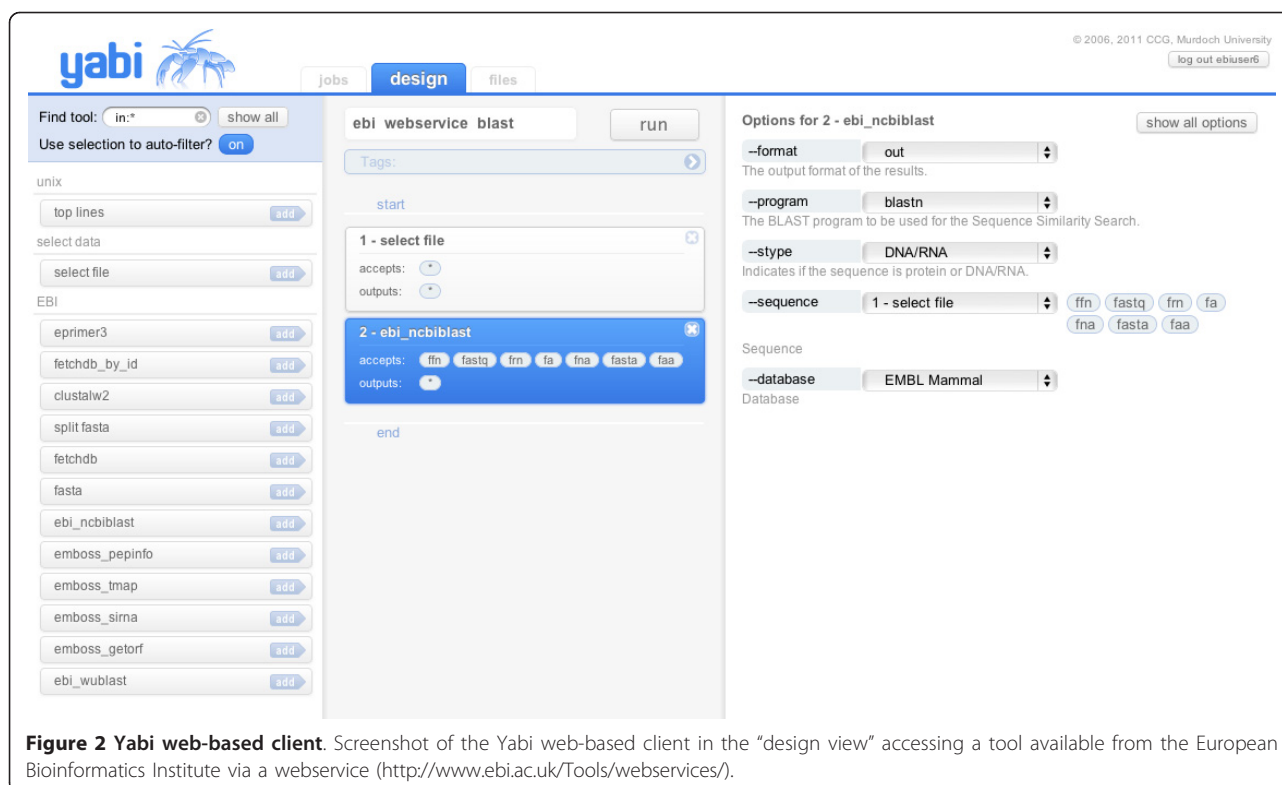 yabi
jobs
design
files
© 2006, 2011 CCG, Murdoch University
log out ebiuser6
Find tool: in:* show all
Use selection to auto-filter? on
unix
top lines add
select data
select file add
EBI
eprimer3 add
fetchdb_by_id add
clustalw2 add
split fasta add
fetchdb add
fasta add
ebi_ncbiblast add
emboss_pepinfo add
emboss_tmap add
emboss_sirna add
emboss_getorf add
ebi_wublast add
ebi webservice blast run
Tags:
start
1 - select file
accepts: *
outputs: *
2 - ebi_ncbiblast
accepts: ffn fastq frn fa fna fasta faa
outputs: *
end
Options for 2 - ebi_ncbiblast show all options
--format out
The output format of the results.
--program blastn
The BLAST program to be used for the Sequence Similarity Search.
--stype DNA/RNA
Indicates if the sequence is protein or DNA/RNA.
--sequence 1 - select file ffn fastq frn fa
fna fasta faa
Sequence
--database EMBL Mammal
Database
Figure 2 Yabi web-based client. Screenshot of the Yabi web-based client in the “design view” accessing a tool available from the European
Bioinformatics Institute via a webservice (http://www.ebi.ac.uk/Tools/webservices/).